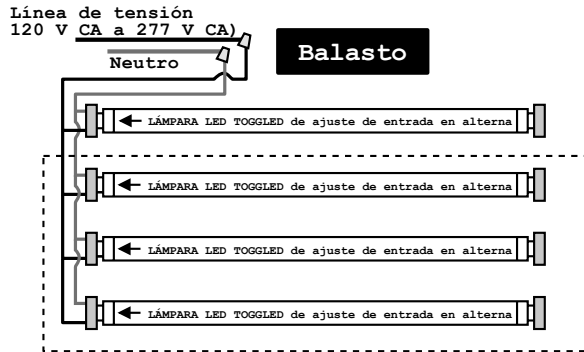 Línea de tensión
120 V CA a 277 V CA)
Balasto
Neutro
LÁMPARA LED TOGGLED de ajuste de entrada en alterna
LÁMPARA LED TOGGLED de ajuste de entrada en alterna
LÁMPARA LED TOGGLED de ajuste de entrada en alterna
LÁMPARA LED TOGGLED de ajuste de entrada en alterna